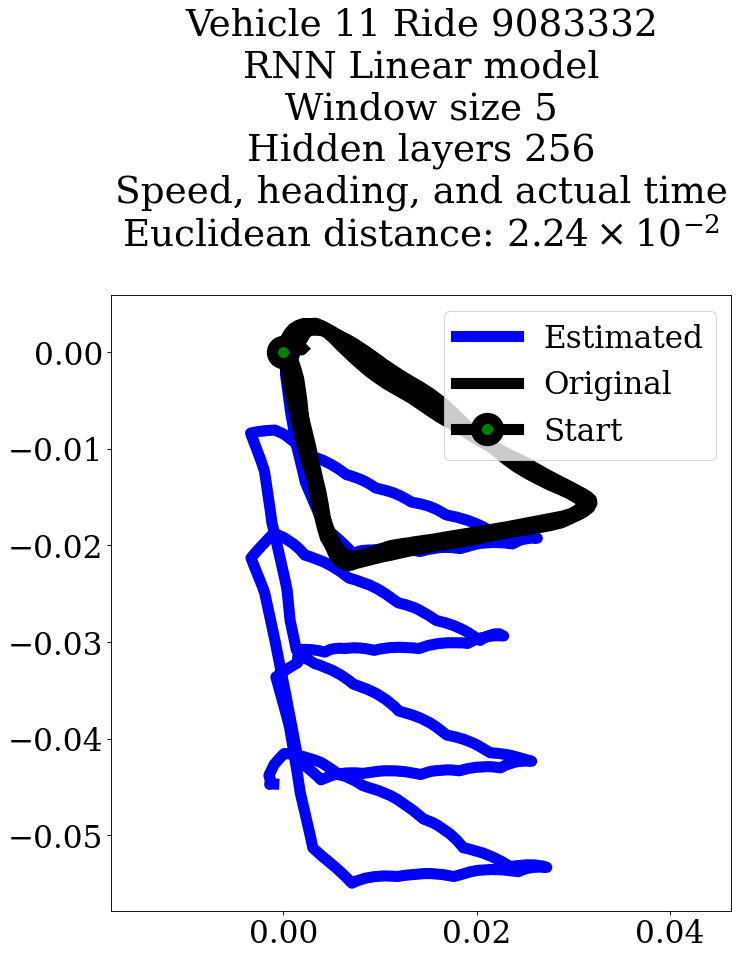 Vehicle 11 Ride 9083332
RNN Linear model
Window size 5
Hidden layers 256
Speed, heading, and actual time
Euclidean distance: 2.24 × 10⁻²
Estimated
Original
Start
0.00
−0.01
−0.02
−0.03
−0.04
−0.05
0.00 0.02 0.04